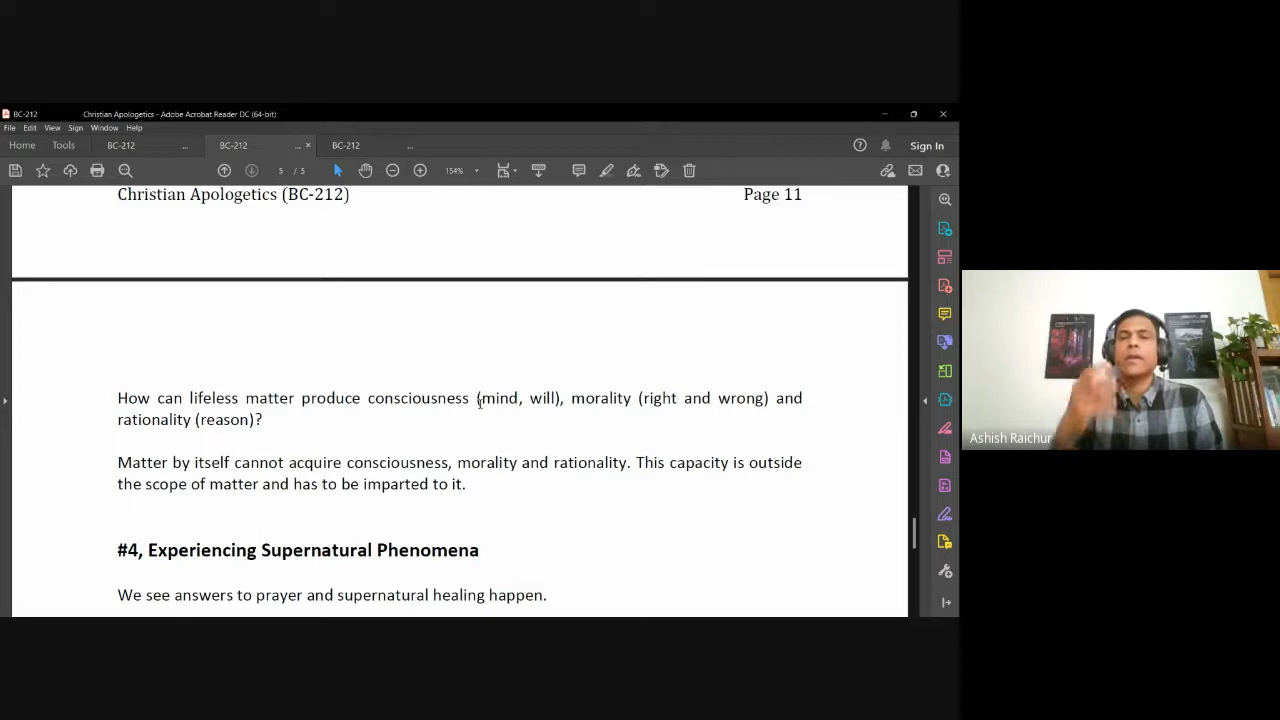 BC-212 Christian Apologetics - Adobe Acrobat Reader DC (64-bit)
File Edit View Sign Window Help
Home Tools BC-212 ... BC-212 ... × BC-212 ...
Sign In
5 / 5 154%
Christian Apologetics (BC-212) Page 11
How can lifeless matter produce consciousness (mind, will), morality (right and wrong) and
rationality (reason)?
Matter by itself cannot acquire consciousness, morality and rationality. This capacity is outside
the scope of matter and has to be imparted to it.
#4, Experiencing Supernatural Phenomena
We see answers to prayer and supernatural healing happen.
Ashish Raichur